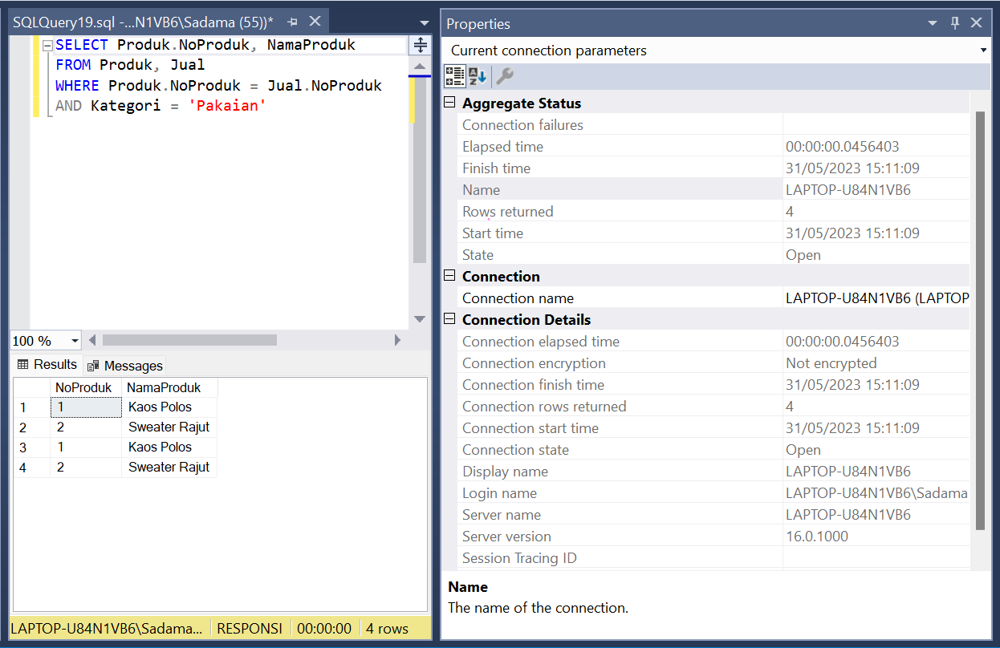 SQLQuery19.sql -...N1VB6\Sadama (55))*
SELECT Produk.NoProduk, NamaProduk
FROM Produk, Jual
WHERE Produk.NoProduk = Jual.NoProduk
AND Kategori = 'Pakaian'
100 %
Results Messages
NoProduk NamaProduk
1 1 Kaos Polos
2 2 Sweater Rajut
3 1 Kaos Polos
4 2 Sweater Rajut
LAPTOP-U84N1VB6\Sadama... RESPONSI 00:00:00 4 rows
Properties
Current connection parameters
Aggregate Status
Connection failures
Elapsed time 00:00:00.0456403
Finish time 31/05/2023 15:11:09
Name LAPTOP-U84N1VB6
Rows returned 4
Start time 31/05/2023 15:11:09
State Open
Connection
Connection name LAPTOP-U84N1VB6 (LAPTOP
Connection Details
Connection elapsed time 00:00:00.0456403
Connection encryption Not encrypted
Connection finish time 31/05/2023 15:11:09
Connection rows returned 4
Connection start time 31/05/2023 15:11:09
Connection state Open
Display name LAPTOP-U84N1VB6
Login name LAPTOP-U84N1VB6\Sadama
Server name LAPTOP-U84N1VB6
Server version 16.0.1000
Session Tracing ID
Name
The name of the connection.